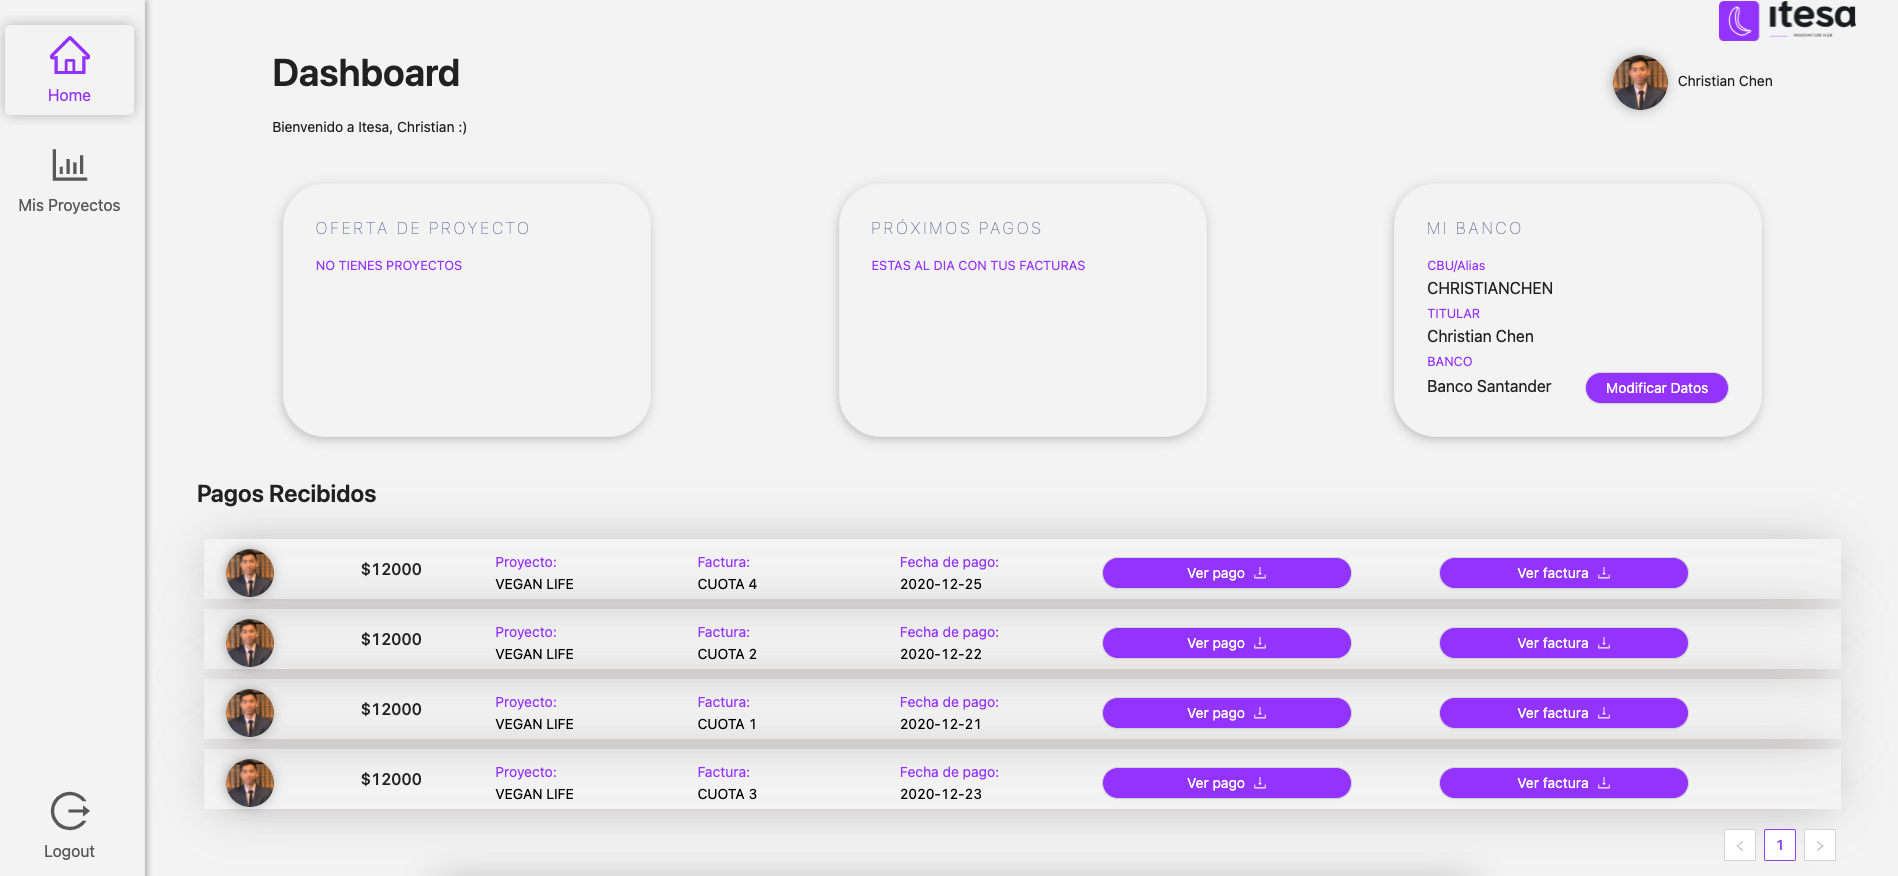 itesa
INNOVATION HUB
Home
Mis Proyectos
Logout
Dashboard
Christian Chen
Bienvenido a Itesa, Christian :)
OFERTA DE PROYECTO
NO TIENES PROYECTOS
PRÓXIMOS PAGOS
ESTAS AL DIA CON TUS FACTURAS
MI BANCO
CBU/Alias
CHRISTIANCHEN
TITULAR
Christian Chen
BANCO
Banco Santander
Modificar Datos
Pagos Recibidos
$12000 Proyecto: Factura: Fecha de pago: Ver pago Ver factura
VEGAN LIFE CUOTA 4 2020-12-25
$12000 Proyecto: Factura: Fecha de pago: Ver pago Ver factura
VEGAN LIFE CUOTA 2 2020-12-22
$12000 Proyecto: Factura: Fecha de pago: Ver pago Ver factura
VEGAN LIFE CUOTA 1 2020-12-21
$12000 Proyecto: Factura: Fecha de pago: Ver pago Ver factura
VEGAN LIFE CUOTA 3 2020-12-23
< 1 >